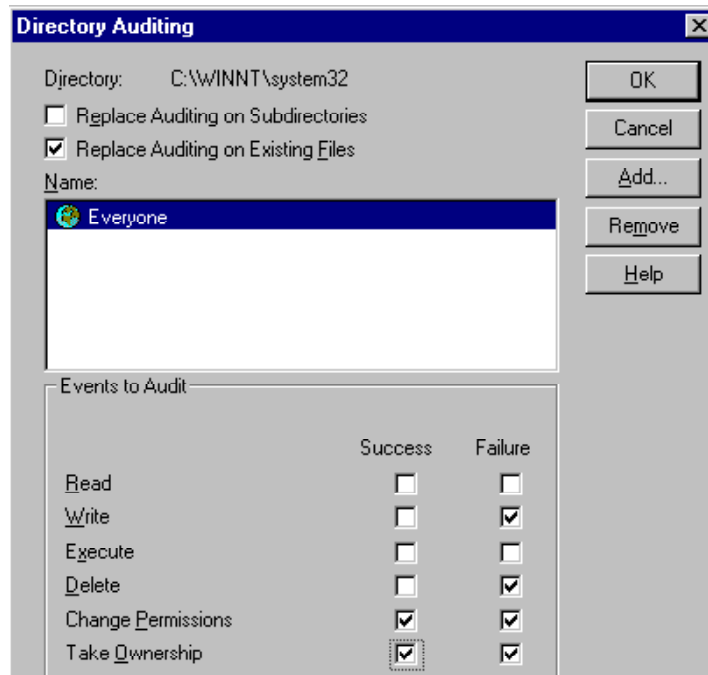 Directory Auditing
Directory: C:\WINNT\system32
OK
Replace Auditing on Subdirectories
Cancel
Replace Auditing on Existing Files
Name:
Add...
Everyone
Remove
Help
Events to Audit
Success Failure
Read
Write
Execute
Delete
Change Permissions
Take Ownership